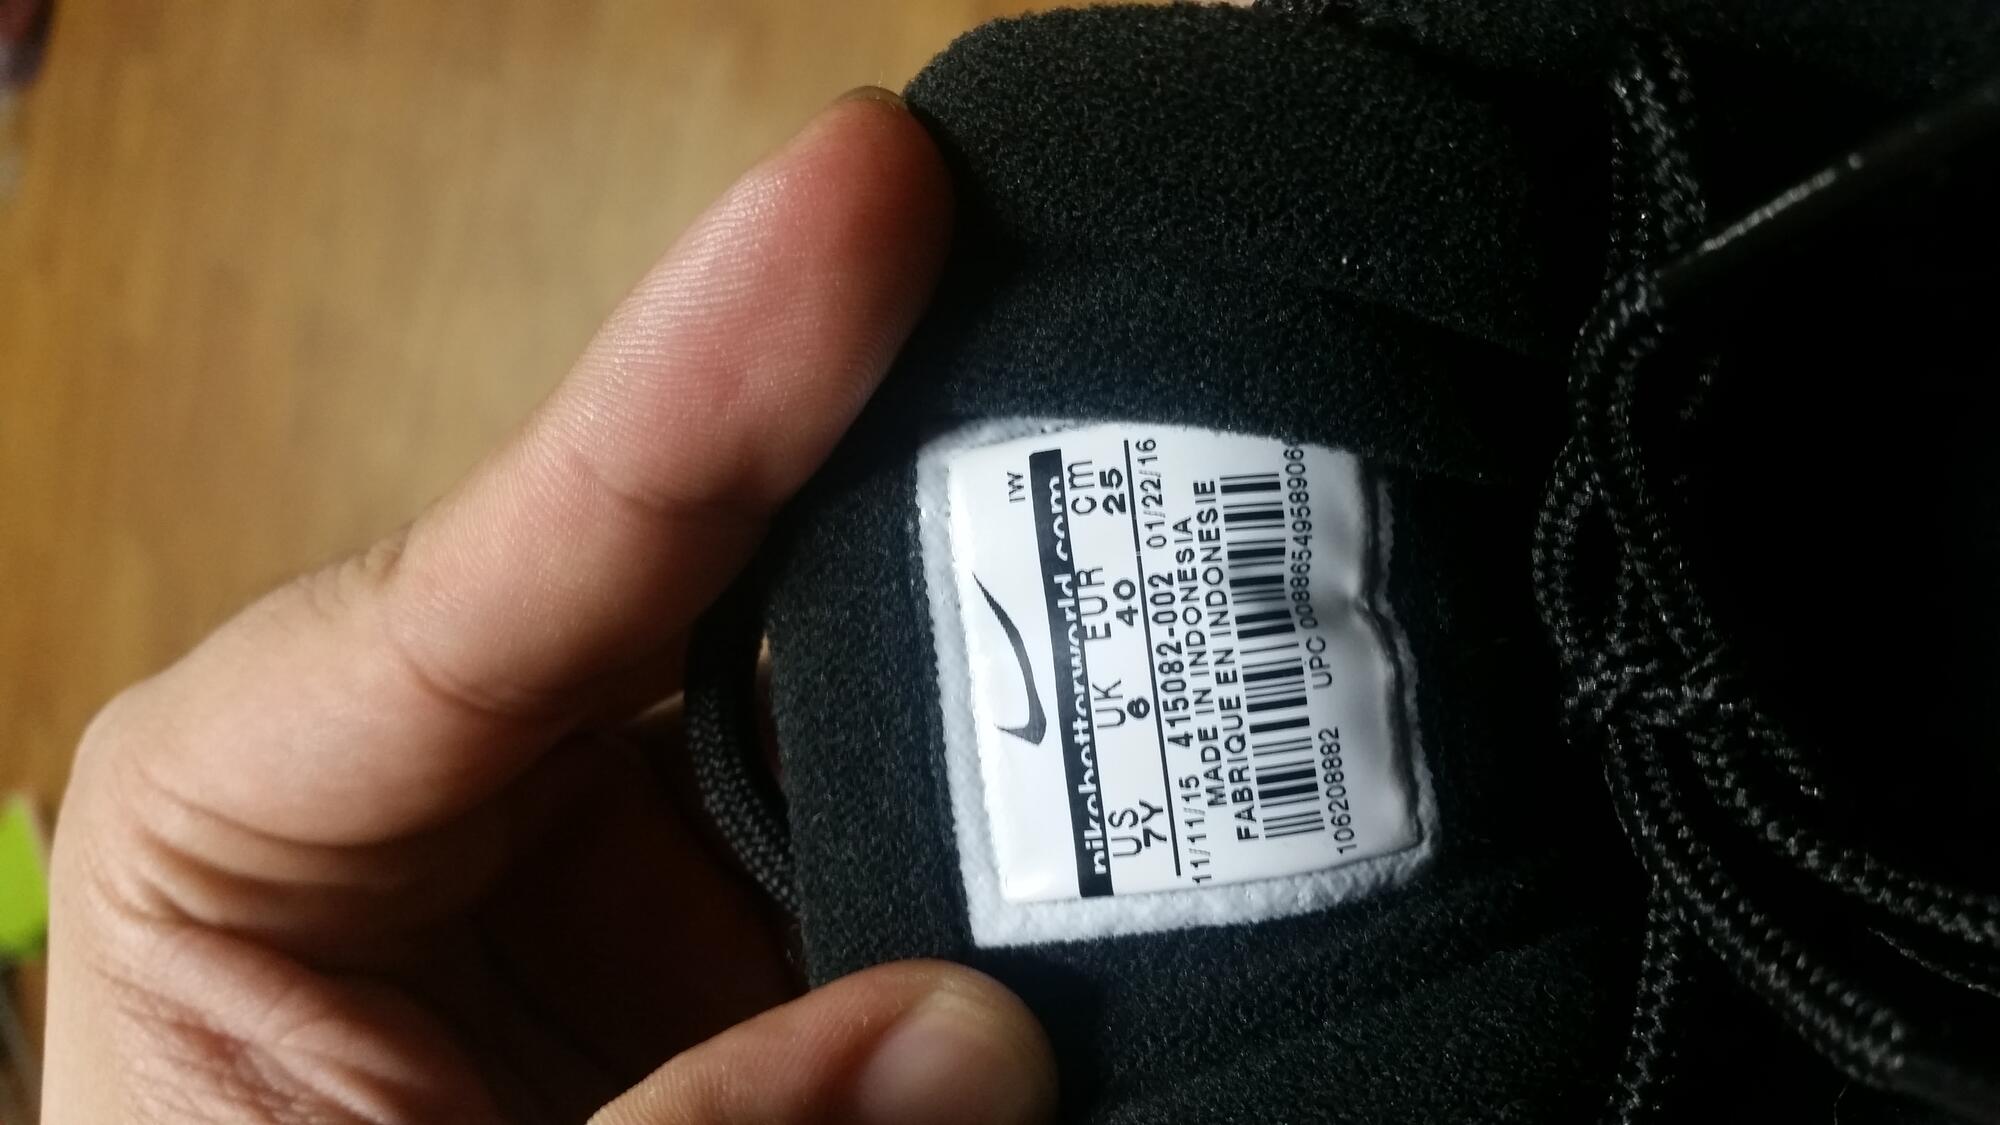 IW
nikebetterworld.com
US UK EUR cm
7Y 6 40 25
11/11/15 415082-002 01/22/16
MADE IN INDONESIA
FABRIQUE EN INDONESIE
106208882 UPC 00886549589066